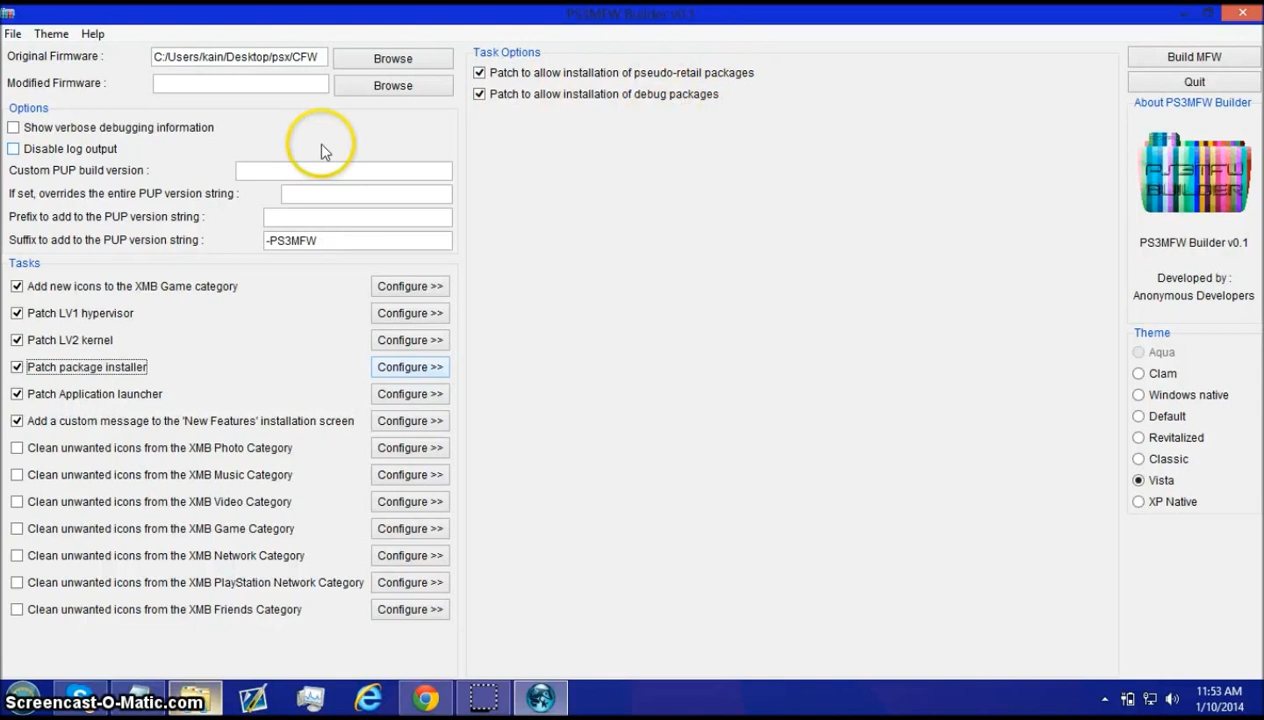 PS3MFW Builder v0.1
File Theme Help
Original Firmware : C:/Users/kain/Desktop/psx/CFW Browse
Modified Firmware : Browse
Options
Show verbose debugging information
Disable log output
Custom PUP build version :
If set, overrides the entire PUP version string :
Prefix to add to the PUP version string :
Suffix to add to the PUP version string : -PS3MFW
Tasks
Add new icons to the XMB Game category Configure >>
Patch LV1 hypervisor Configure >>
Patch LV2 kernel Configure >>
Patch package installer Configure >>
Patch Application launcher Configure >>
Add a custom message to the 'New Features' installation screen Configure >>
Clean unwanted icons from the XMB Photo Category Configure >>
Clean unwanted icons from the XMB Music Category Configure >>
Clean unwanted icons from the XMB Video Category Configure >>
Clean unwanted icons from the XMB Game Category Configure >>
Clean unwanted icons from the XMB Network Category Configure >>
Clean unwanted icons from the XMB PlayStation Network Category Configure >>
Clean unwanted icons from the XMB Friends Category Configure >>
Task Options
Patch to allow installation of pseudo-retail packages
Patch to allow installation of debug packages
Build MFW
Quit
About PS3MFW Builder
PS3MFW
BUILDER
PS3MFW Builder v0.1
Developed by :
Anonymous Developers
Theme
Aqua
Clam
Windows native
Default
Revitalized
Classic
Vista
XP Native
Screencast-O-Matic.com
11:53 AM
1/10/2014